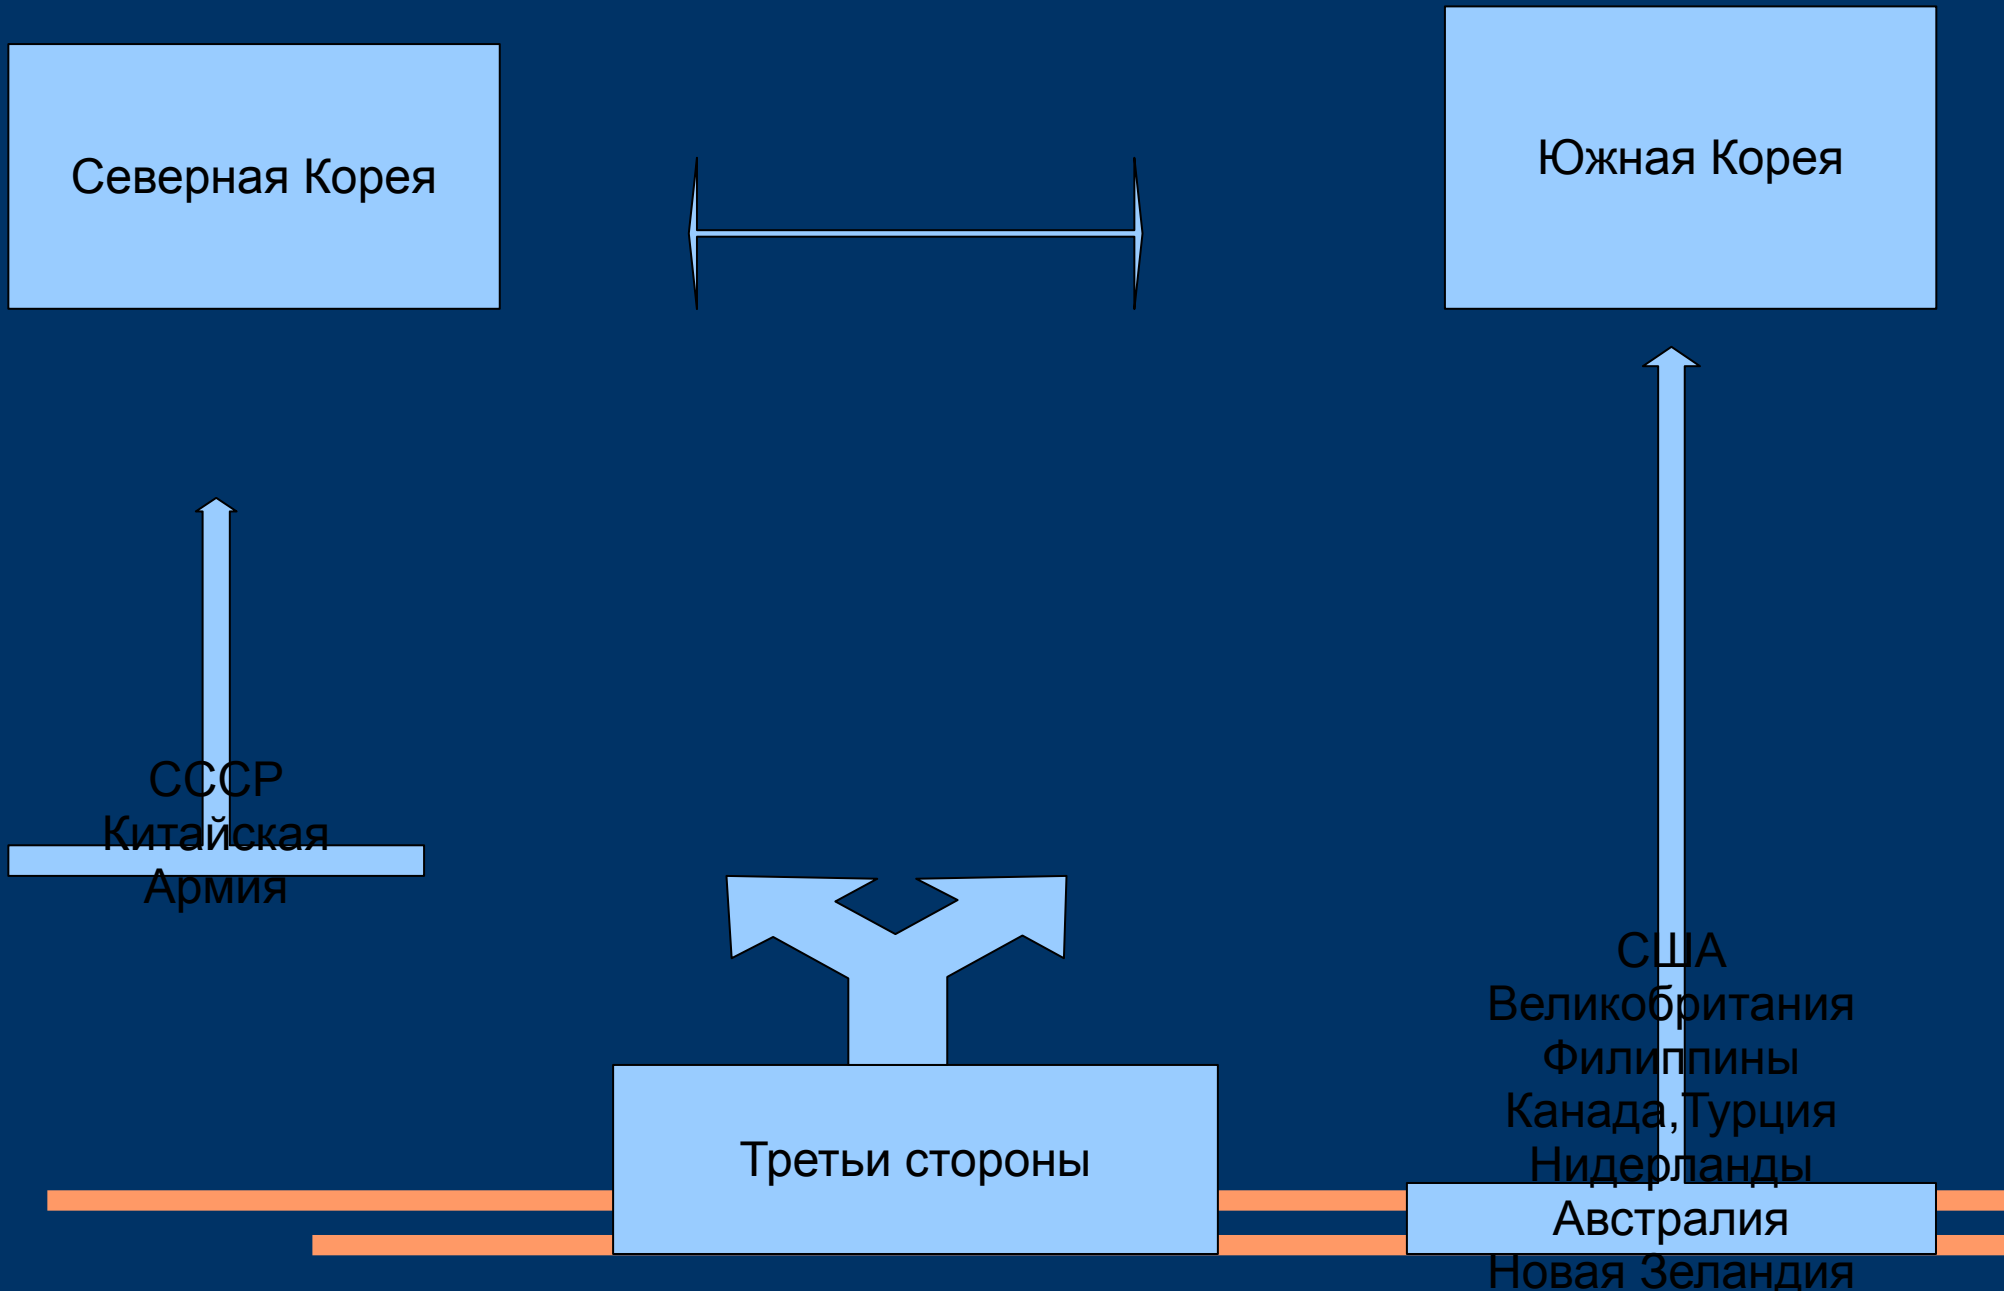 Северная Корея
Южная Корея
СССР
Китайская
Армия
Третьи стороны
США
Великобритания
Филиппины
Канада,Турция
Нидерланды
Австралия
Новая Зеландия